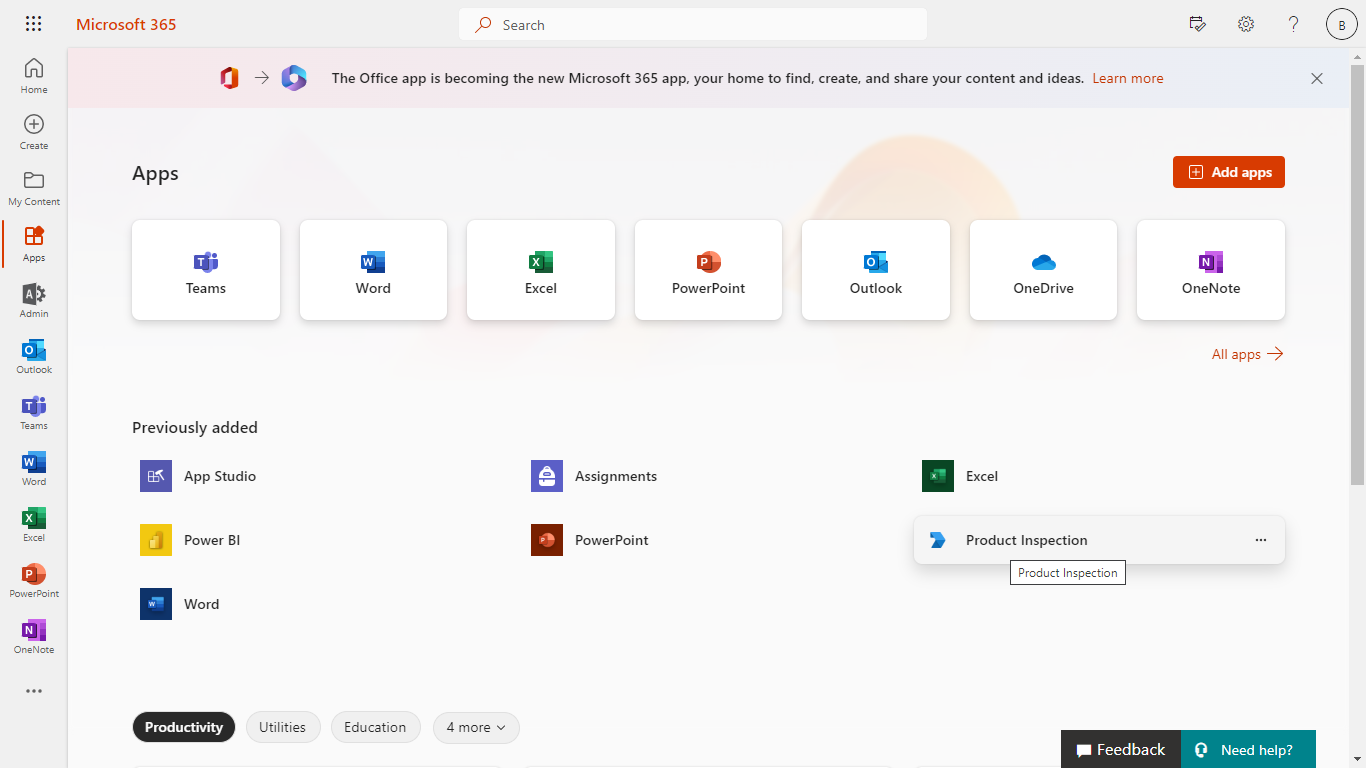 Microsoft 365
Search
B
Home
Create
My Content
Apps
Admin
Outlook
Teams
Word
Excel
PowerPoint
OneNote
The Office app is becoming the new Microsoft 365 app, your home to find, create, and share your content and ideas. Learn more
Apps
Add apps
Teams
Word
Excel
PowerPoint
Outlook
OneDrive
OneNote
All apps
Previously added
App Studio
Assignments
Excel
Power BI
PowerPoint
Product Inspection
Product Inspection
Word
Productivity
Utilities
Education
4 more
Feedback
Need help?